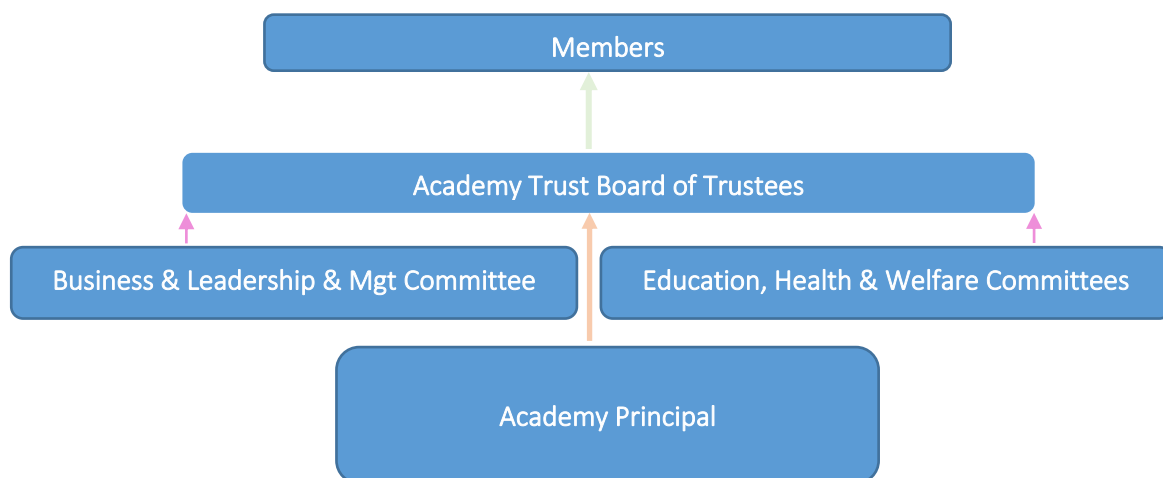 Members
Academy Trust Board of Trustees
Business & Leadership & Mgt Committee
Education, Health & Welfare Committees
Academy Principal